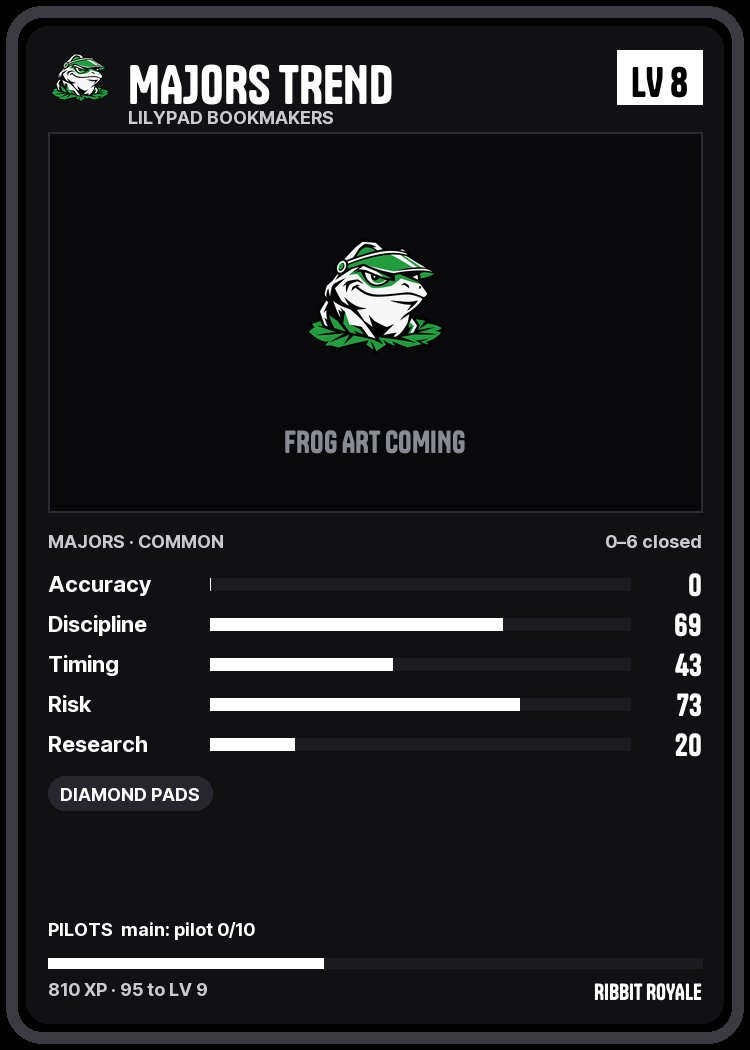 MAJORS TREND
LV 8
LILYPAD BOOKMAKERS
FROG ART COMING
MAJORS · COMMON
0–6 closed
Accuracy 0
Discipline 69
Timing 43
Risk 73
Research 20
DIAMOND PADS
PILOTS main: pilot 0/10
810 XP · 95 to LV 9
RIBBIT ROYALE